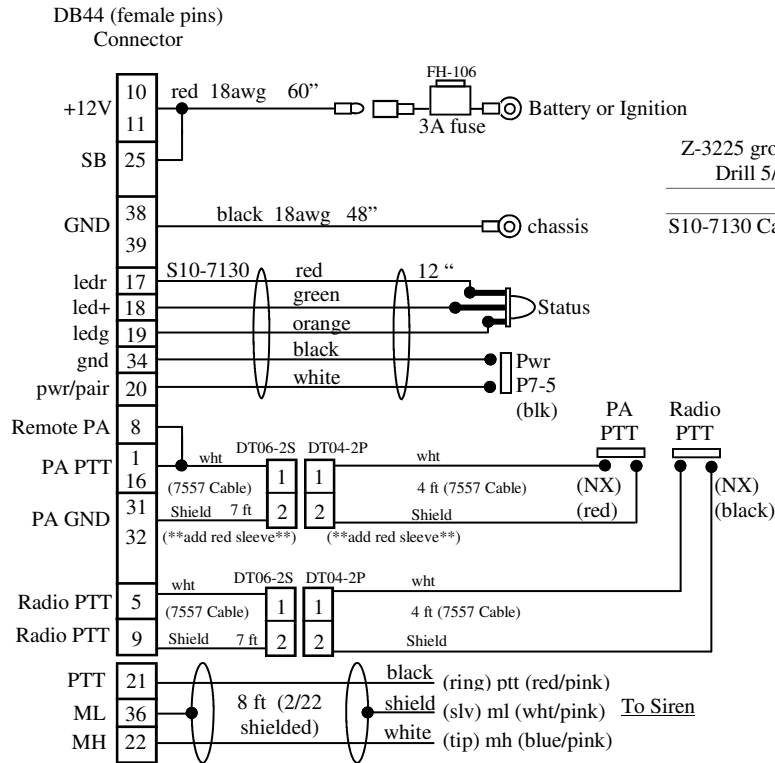 DB44 (female pins)
Connector
FH-106
+12V 10 red 18awg 60” Battery or Ignition
11 3A fuse
SB 25
Z-3225 gro
Drill 5/
GND 38 black 18awg 48” chassis
39
S10-7130 Ca
ledr 17 S10-7130 red 12 “
led+ 18 green Status
ledg 19 orange
gnd 34 black Pwr
pwr/pair 20 white P7-5
(blk)
PA Radio
PTT PTT
Remote PA 8
PA PTT 1 wht DT06-2S DT04-2P wht
16 (7557 Cable) 1 1 4 ft (7557 Cable) (NX) (NX)
(red) (black)
PA GND 31 Shield 7 ft 2 2 Shield
32 (**add red sleeve**) (**add red sleeve**)
wht DT06-2S DT04-2P wht
Radio PTT 5 (7557 Cable) 1 1 4 ft (7557 Cable)
Radio PTT 9 Shield 7 ft 2 2 Shield
PTT 21 black (ring) ptt (red/pink)
ML 36 8 ft (2/22 shield (slv) ml (wht/pink) To Siren
MH 22 shielded) white (tip) mh (blue/pink)